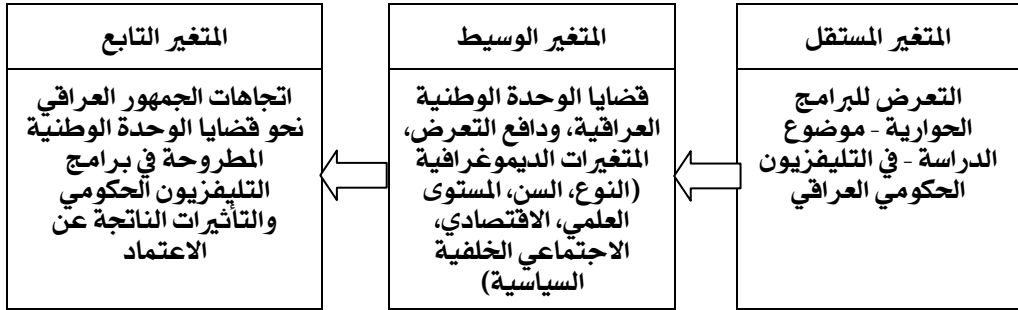 المتغير المستقل
التعرض للبرامج
الحوارية - موضوع
الدراسة - في التليفزيون
الحكومي العراقي
المتغير الوسيط
قضايا الوحدة الوطنية
العراقية، ودافع التعرض،
المتغيرات الديموغرافية
(النوع، السن، المستوى
العلمي، الاقتصادي،
الاجتماعي الخلفية
السياسية)
المتغير التابع
اتجاهات الجمهور العراقي
نحو قضايا الوحدة الوطنية
المطروحة في برامج
التليفزيون الحكومي
والتأثيرات الناتجة عن
الاعتماد